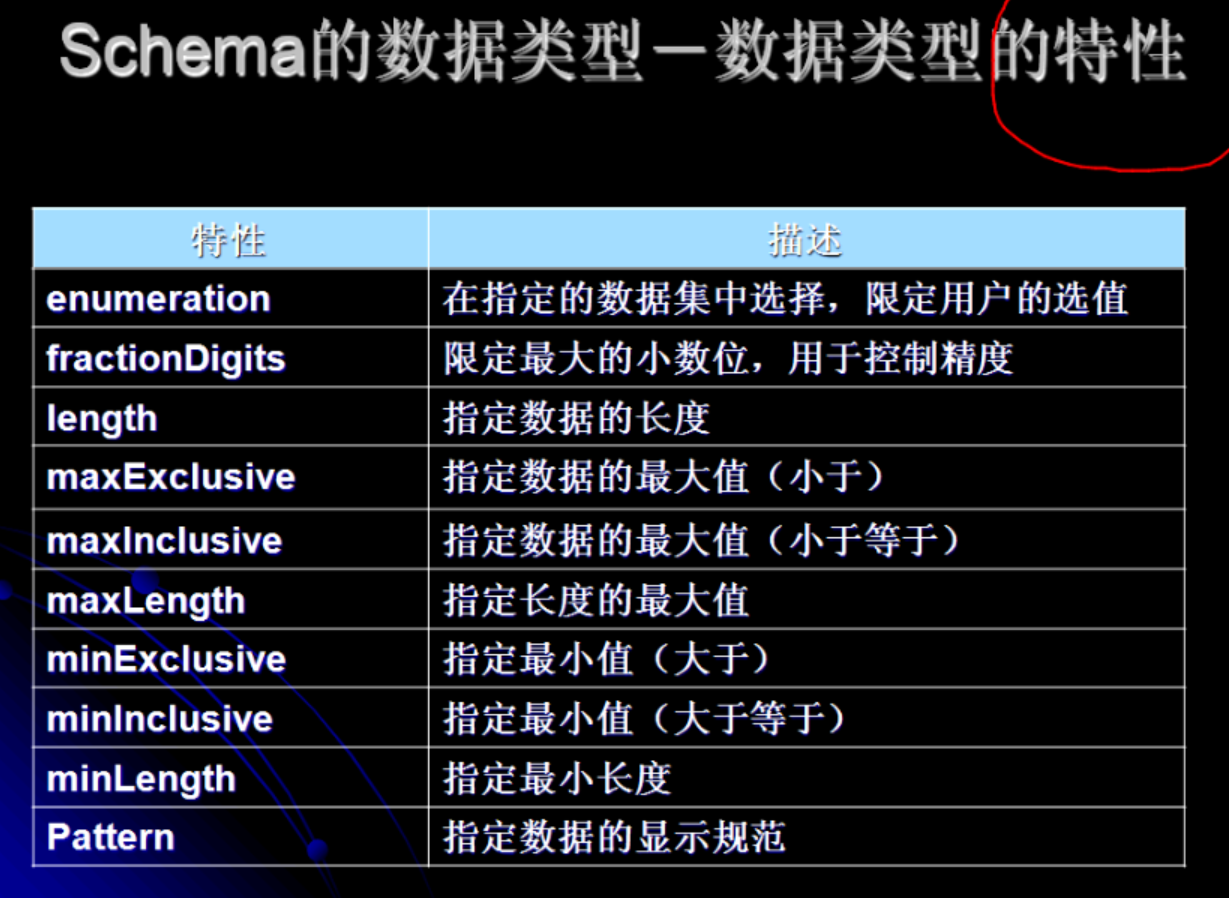 Schema的数据类型－数据类型的特性
特性 描述
enumeration 在指定的数据集中选择，限定用户的选值
fractionDigits 限定最大的小数位，用于控制精度
length 指定数据的长度
maxExclusive 指定数据的最大值（小于）
maxInclusive 指定数据的最大值（小于等于）
maxLength 指定长度的最大值
minExclusive 指定最小值（大于）
minInclusive 指定最小值（大于等于）
minLength 指定最小长度
Pattern 指定数据的显示规范